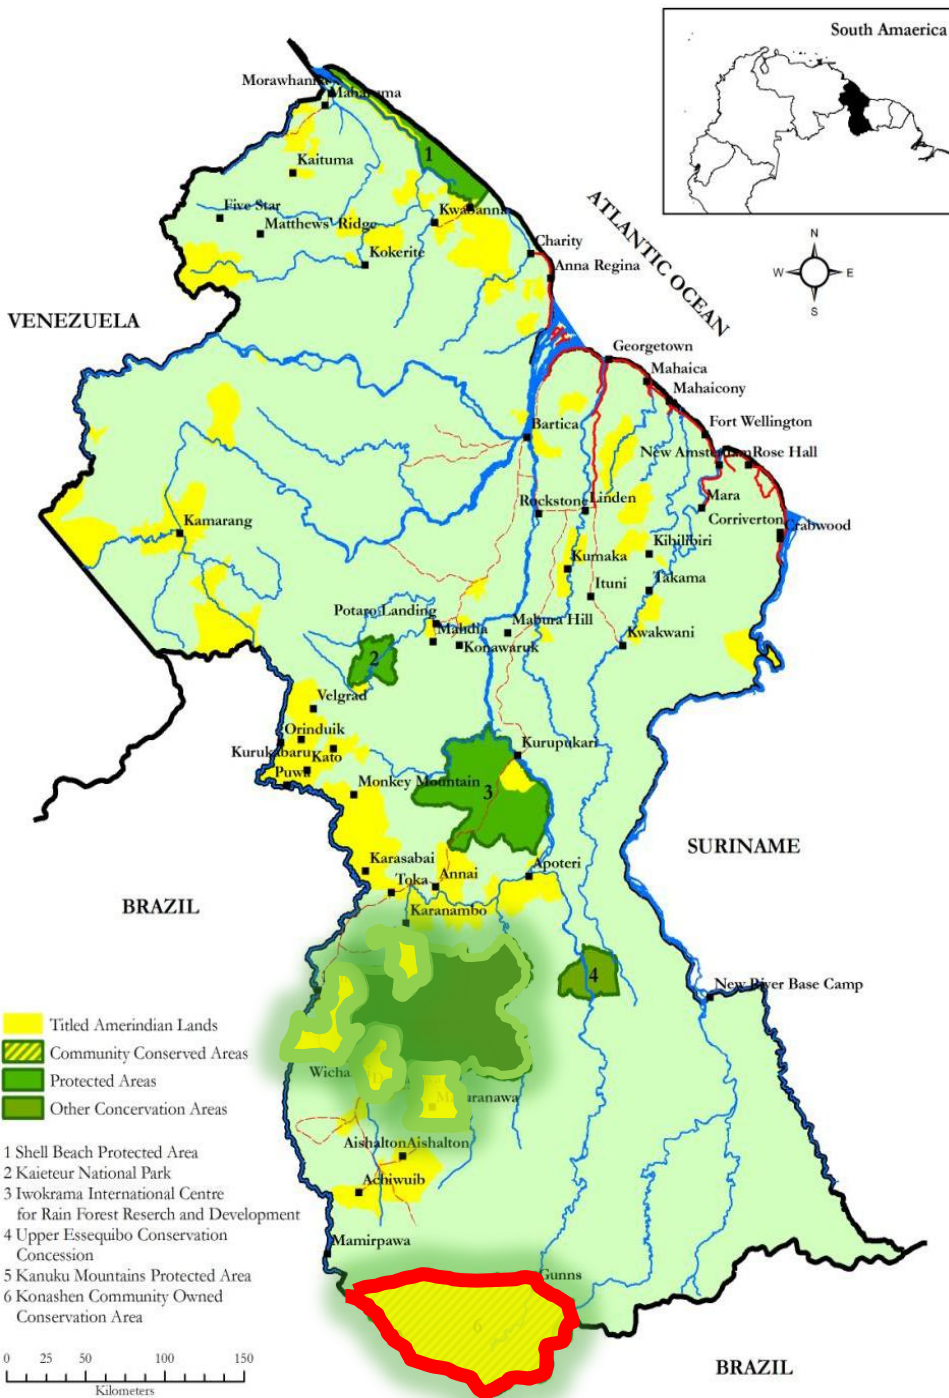 South Amaerica
Morawhanna
Mabaruma
1
Kaituma
Five Star
Matthews' Ridge
Kwabanna
Kokerite
Charity
Anna Regina
ATLANTIC OCEAN
N
W
E
S
VENEZUELA
Georgetown
Mahaica
Mahaicony
Bartica
Fort Wellington
New Amsterdam
Rose Hall
Rockstone
Linden
Mara
Corriverton
Crabwood
Kamarang
Kumaka
Kibilibiri
Ituni
Takama
Potaro Landing
Mahdia
Mabura Hill
Konawaruk
Kwakwani
2
Velgrad
Orinduik
Kurukabaru
Kato
Puwa
Kurupukari
Monkey Mountain
3
SURINAME
Karasabai
Toka
Annai
Apoteri
BRAZIL
Karanambo
4
New River Base Camp
Titled Amerindian Lands
Community Conserved Areas
Protected Areas
Other Concervation Areas
Aishalton
Aishalton
Achiwuib
1 Shell Beach Protected Area
2 Kaieteur National Park
3 Iwokrama International Centre
for Rain Forest Reserch and Development
4 Upper Essequibo Conservation
Concession
5 Kanuku Mountains Protected Area
6 Konashen Community Owned
Conservation Area
Mamirpawa
Gunns
6
BRAZIL
0 25 50 100 150
Kilometers